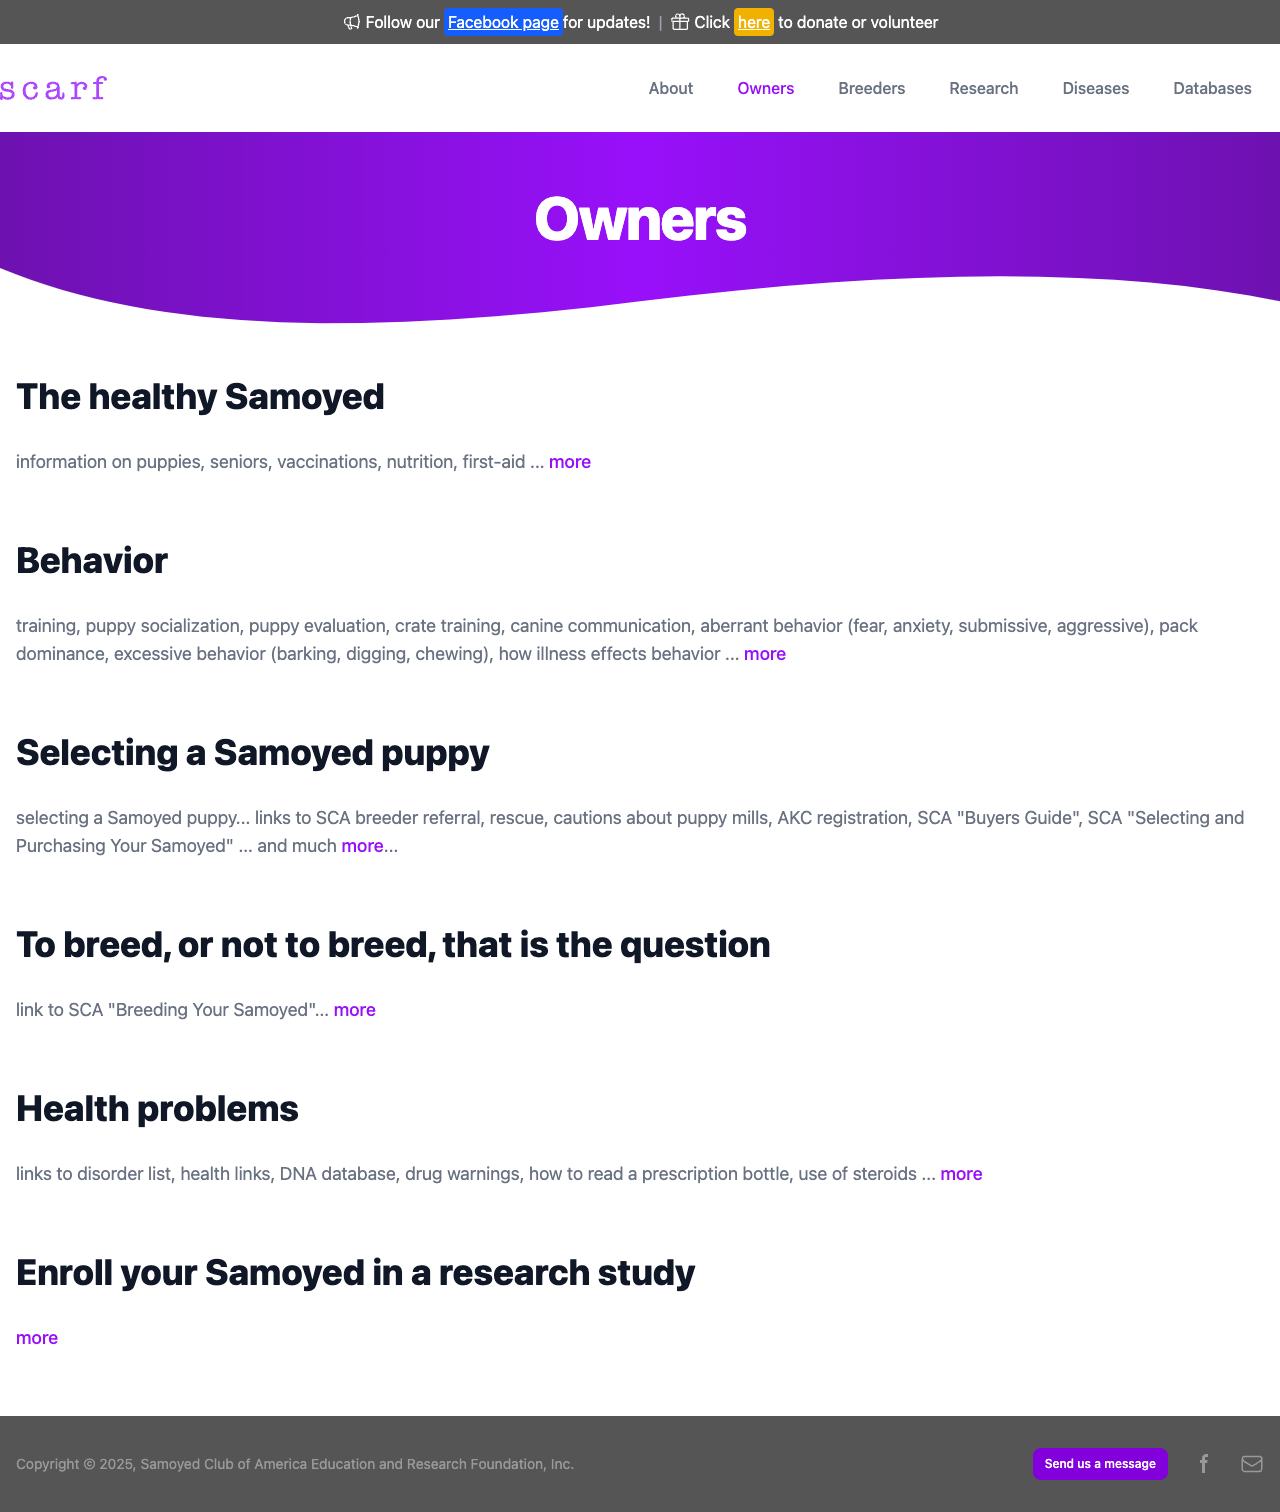 Follow our Facebook page for updates! | Click here to donate or volunteer
scarf
About Owners Breeders Research Diseases Databases
Owners
The healthy Samoyed
information on puppies, seniors, vaccinations, nutrition, first-aid ... more
Behavior
training, puppy socialization, puppy evaluation, crate training, canine communication, aberrant behavior (fear, anxiety, submissive, aggressive), pack
dominance, excessive behavior (barking, digging, chewing), how illness effects behavior ... more
Selecting a Samoyed puppy
selecting a Samoyed puppy... links to SCA breeder referral, rescue, cautions about puppy mills, AKC registration, SCA "Buyers Guide", SCA "Selecting and
Purchasing Your Samoyed" ... and much more...
To breed, or not to breed, that is the question
link to SCA "Breeding Your Samoyed"... more
Health problems
links to disorder list, health links, DNA database, drug warnings, how to read a prescription bottle, use of steroids ... more
Enroll your Samoyed in a research study
more
Copyright © 2025, Samoyed Club of America Education and Research Foundation, Inc.
Send us a message